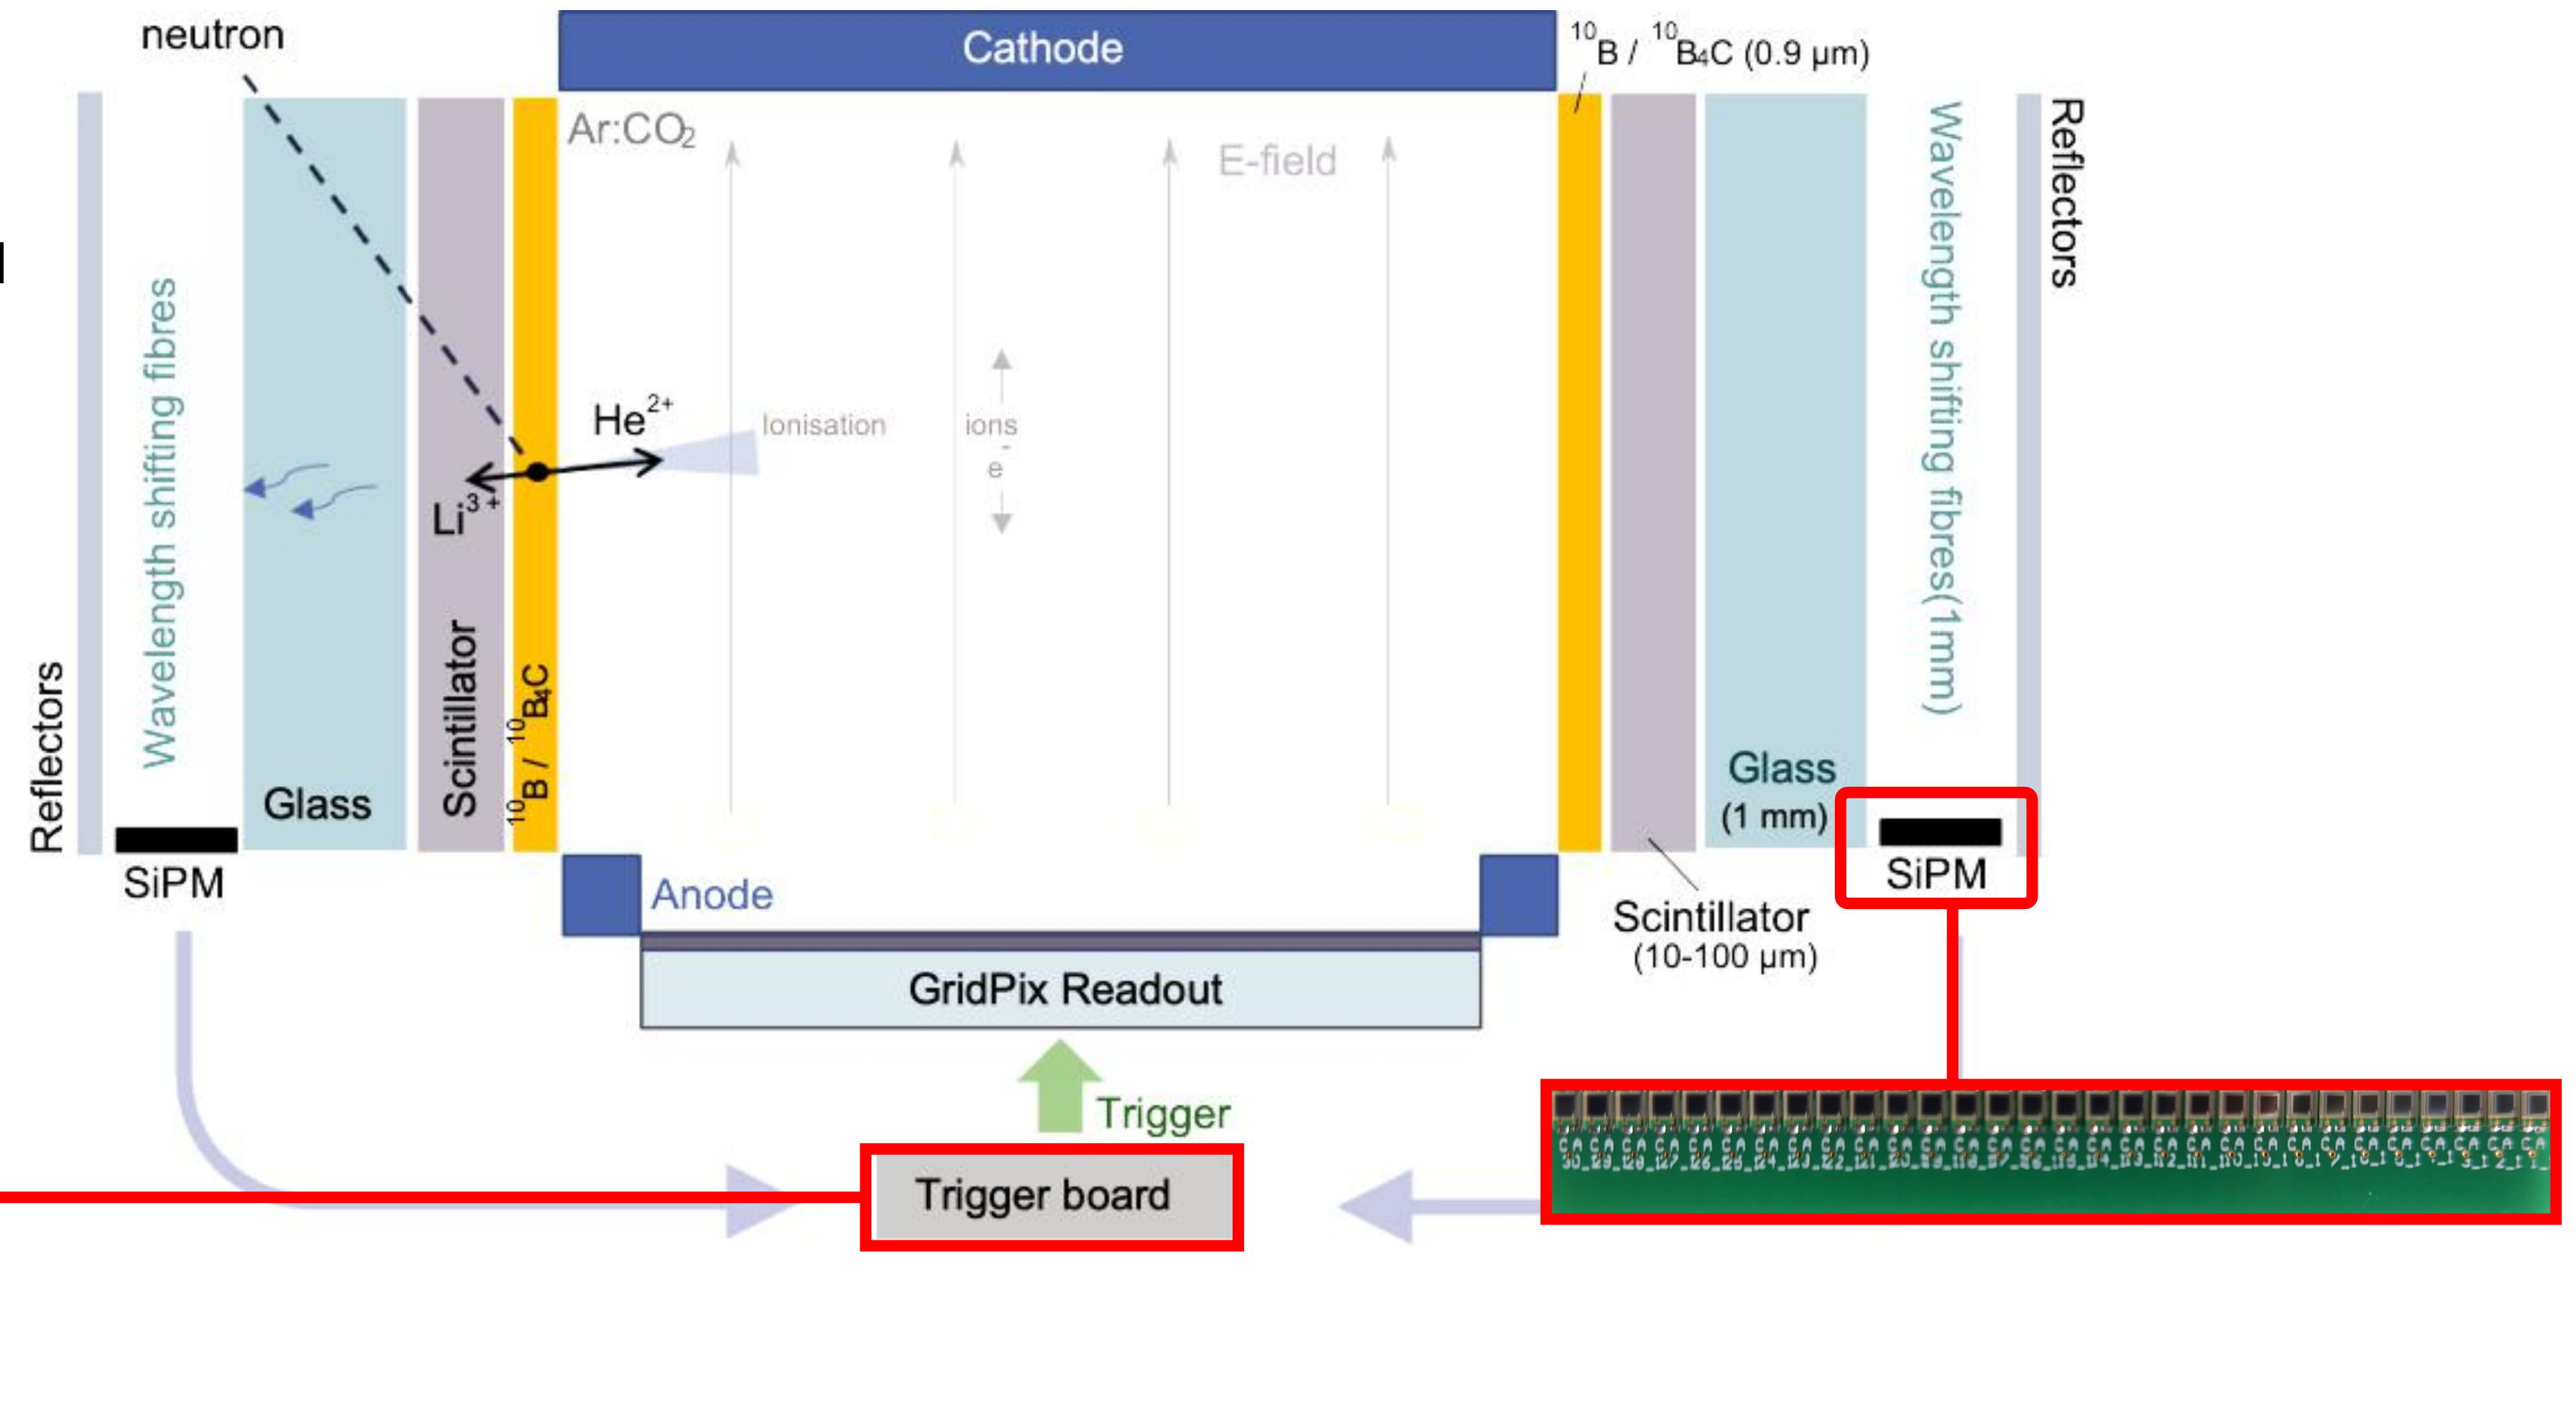 neutron
Cathode
¹⁰B / ¹⁰B₄C (0.9 µm)
Ar:CO₂
E-field
Reflectors
Wavelength shifting fibres(1mm)
Wavelength shifting fibres
He²⁺
Ionisation
ions
e⁻
Li³⁺
Scintillator
¹⁰B / ¹⁰B₄C
Reflectors
Glass
Glass
(1 mm)
SiPM
SiPM
Anode
Scintillator
(10-100 µm)
GridPix Readout
Trigger
Trigger board